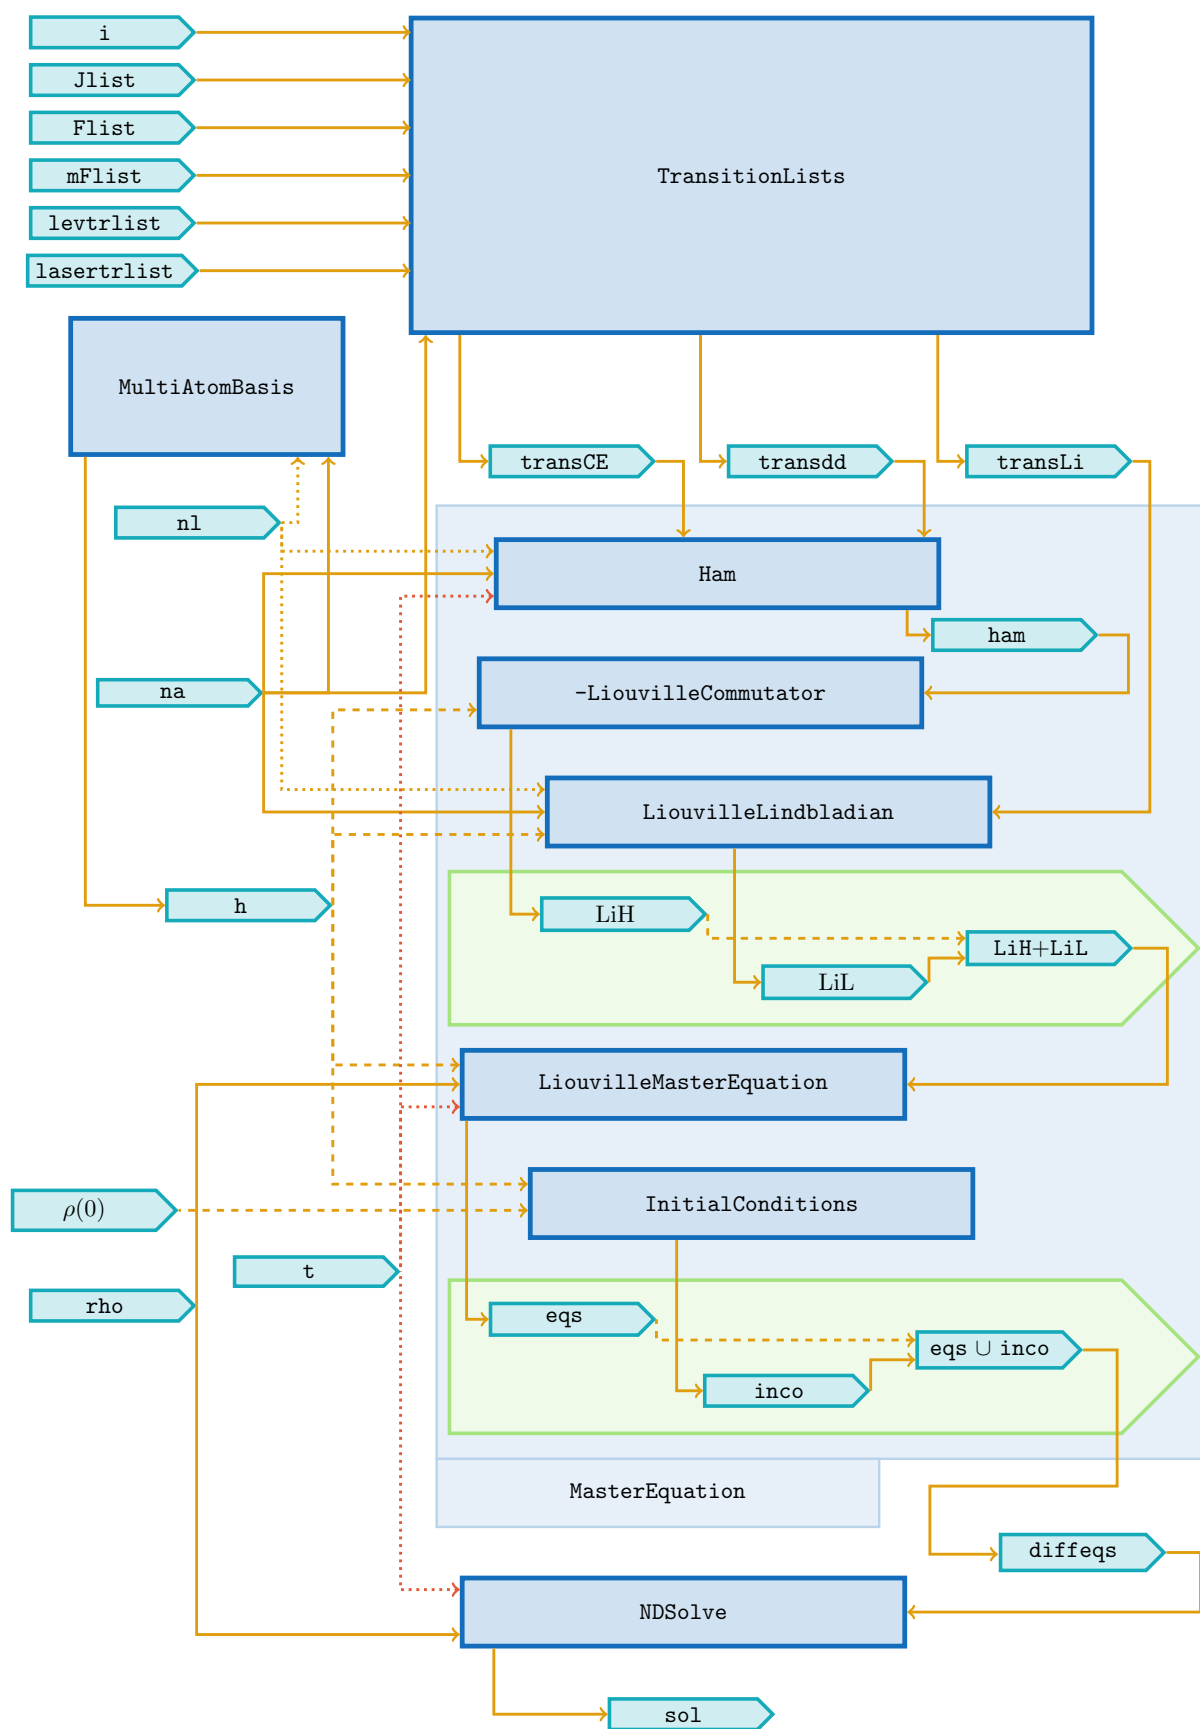 i
Jlist
Flist
mFlist
levtrlist
lasertrlist
TransitionLists
MultiAtomBasis
transCE
transdd
transLi
nl
Ham
ham
na
-LiouvilleCommutator
LiouvilleLindbladian
h
LiH
LiH+LiL
LiL
LiouvilleMasterEquation
ρ(0)
InitialConditions
t
rho
eqs
eqs ∪ inco
inco
MasterEquation
diffeqs
NDSolve
sol